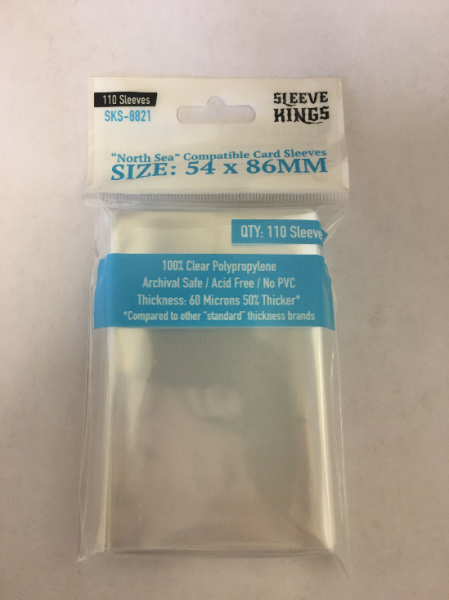 110 Sleeves
SKS-8821
SLEEVE
KINGS
"North Sea" Compatible Card Sleeves
SIZE: 54 x 86MM
QTY: 110 Sleeve
100% Clear Polypropylene
Archival Safe / Acid Free / No PVC
Thickness: 60 Microns 50% Thicker*
*Compared to other "standard" thickness brands